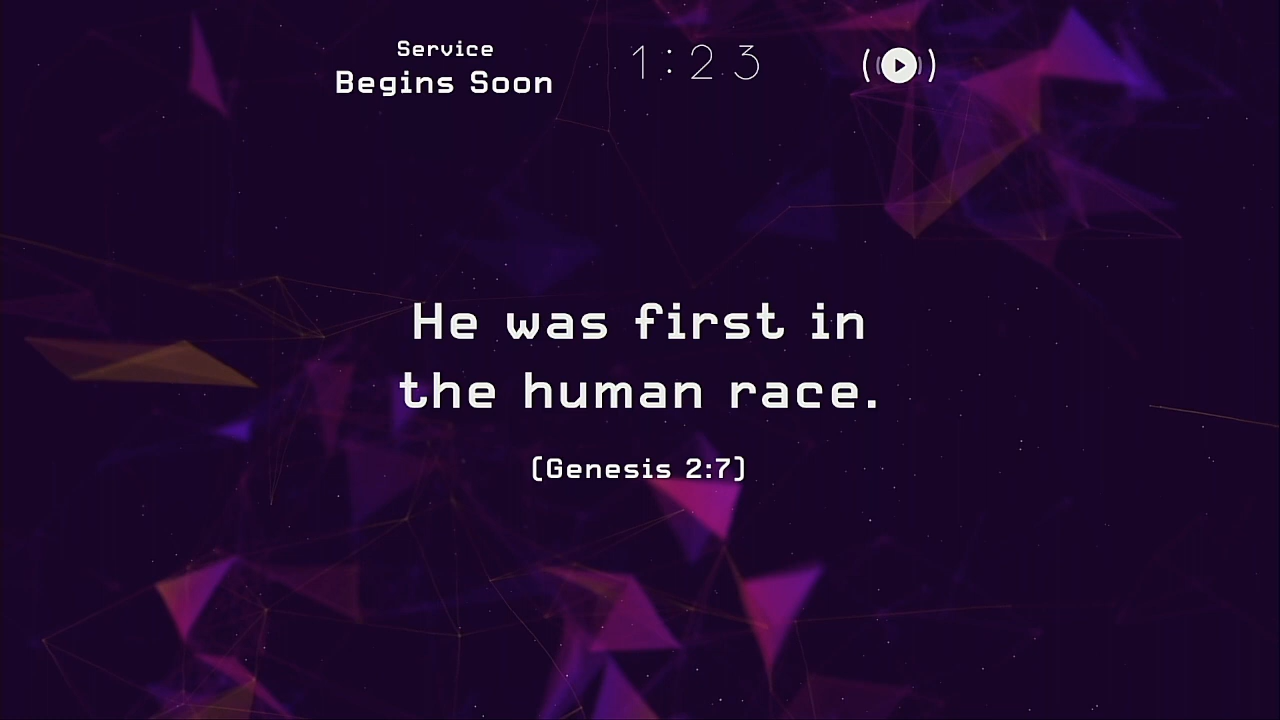 Service
Begins Soon
1:23
He was first in
the human race.
(Genesis 2:7)